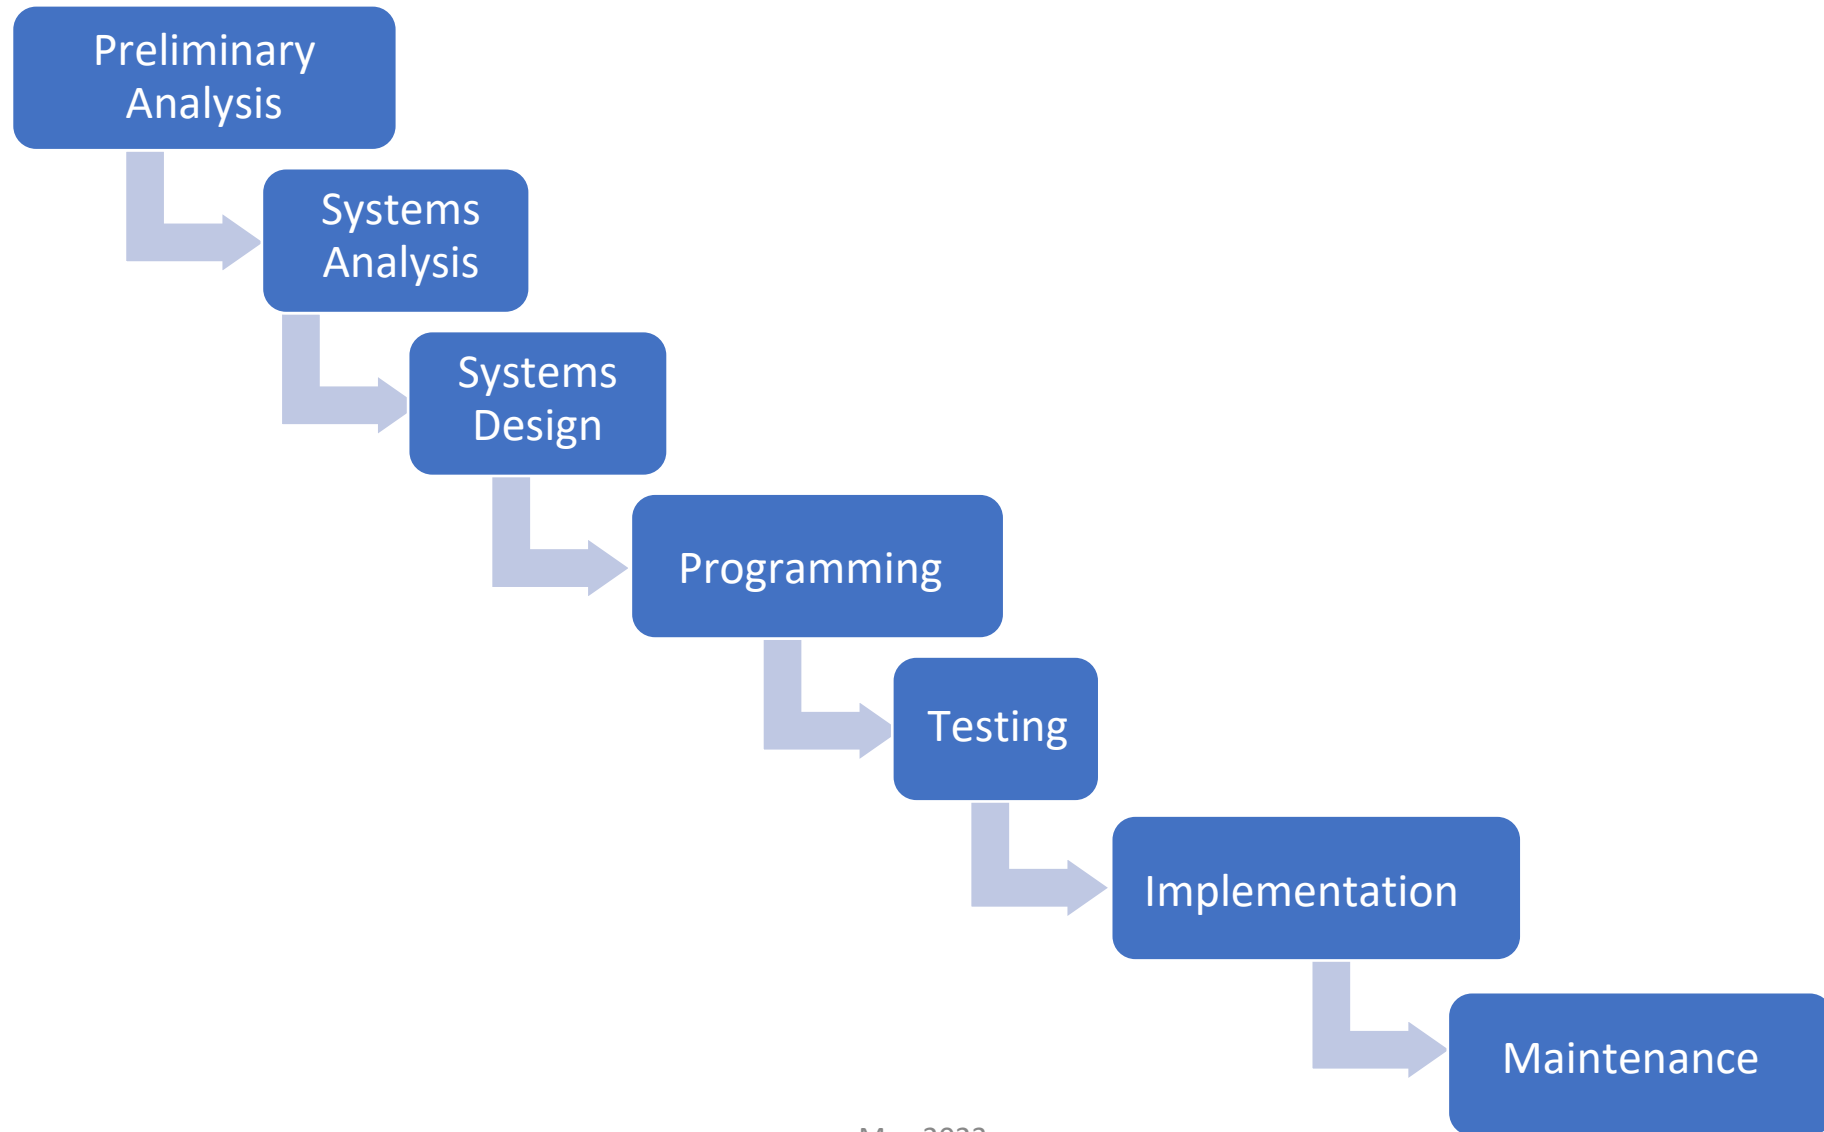 Preliminary
Analysis
Systems
Analysis
Systems
Design
Programming
Testing
Implementation
Maintenance